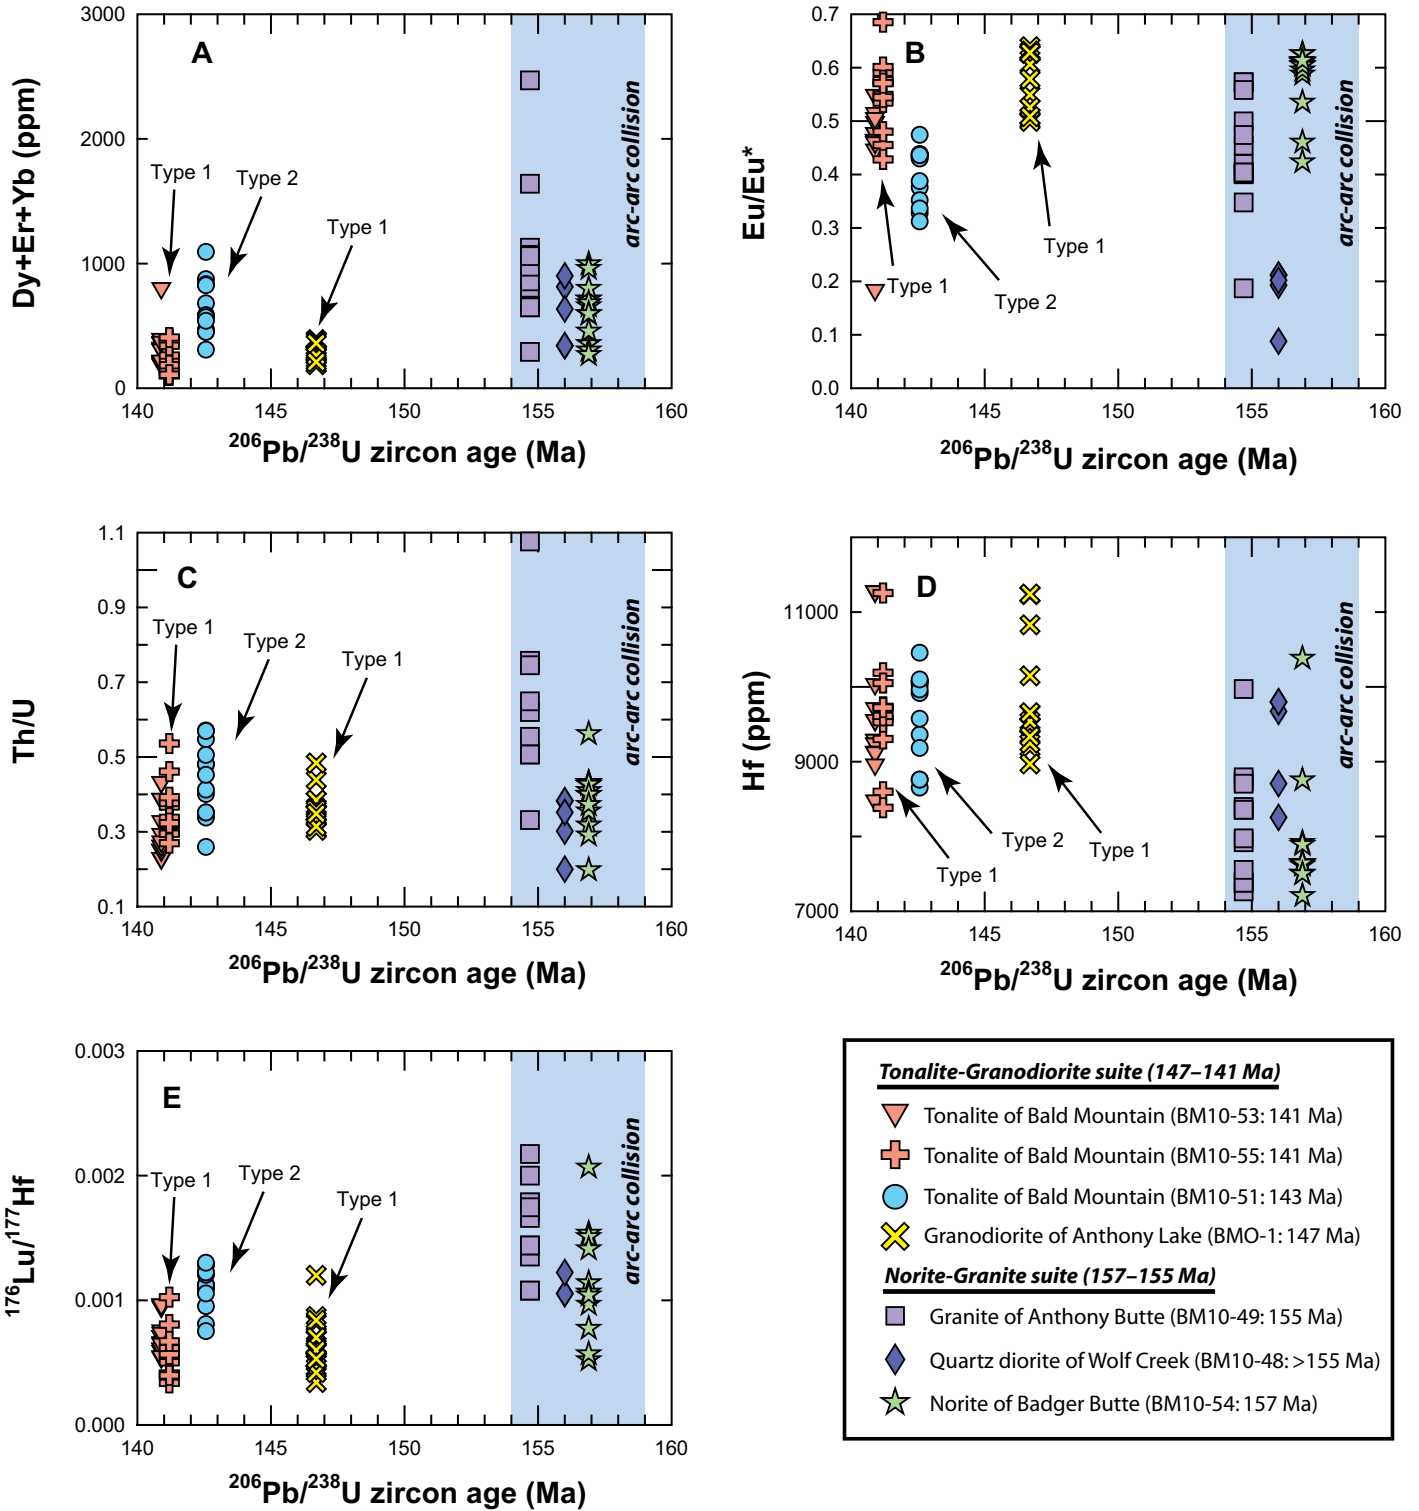 A
Dy+Er+Yb (ppm)
3000
2000
1000
0
Type 1
Type 2
Type 1
arc-arc collision
140 145 150 155 160
206Pb/238U zircon age (Ma)
B
Eu/Eu*
0.7
0.6
0.5
0.4
0.3
0.2
0.1
0.0
Type 1
Type 2
Type 1
arc-arc collision
140 145 150 155 160
206Pb/238U zircon age (Ma)
C
Th/U
1.1
0.9
0.7
0.5
0.3
0.1
Type 1
Type 2
Type 1
arc-arc collision
140 145 150 155 160
206Pb/238U zircon age (Ma)
D
Hf (ppm)
11000
9000
7000
Type 2
Type 1
Type 1
arc-arc collision
140 145 150 155 160
206Pb/238U zircon age (Ma)
E
176Lu/177Hf
0.003
0.002
0.001
0.000
Type 1
Type 2
Type 1
arc-arc collision
140 145 150 155 160
206Pb/238U zircon age (Ma)
Tonalite-Granodiorite suite (147–141 Ma)
Tonalite of Bald Mountain (BM10-53: 141 Ma)
Tonalite of Bald Mountain (BM10-55: 141 Ma)
Tonalite of Bald Mountain (BM10-51: 143 Ma)
Granodiorite of Anthony Lake (BMO-1: 147 Ma)
Norite-Granite suite (157–155 Ma)
Granite of Anthony Butte (BM10-49: 155 Ma)
Quartz diorite of Wolf Creek (BM10-48: >155 Ma)
Norite of Badger Butte (BM10-54: 157 Ma)